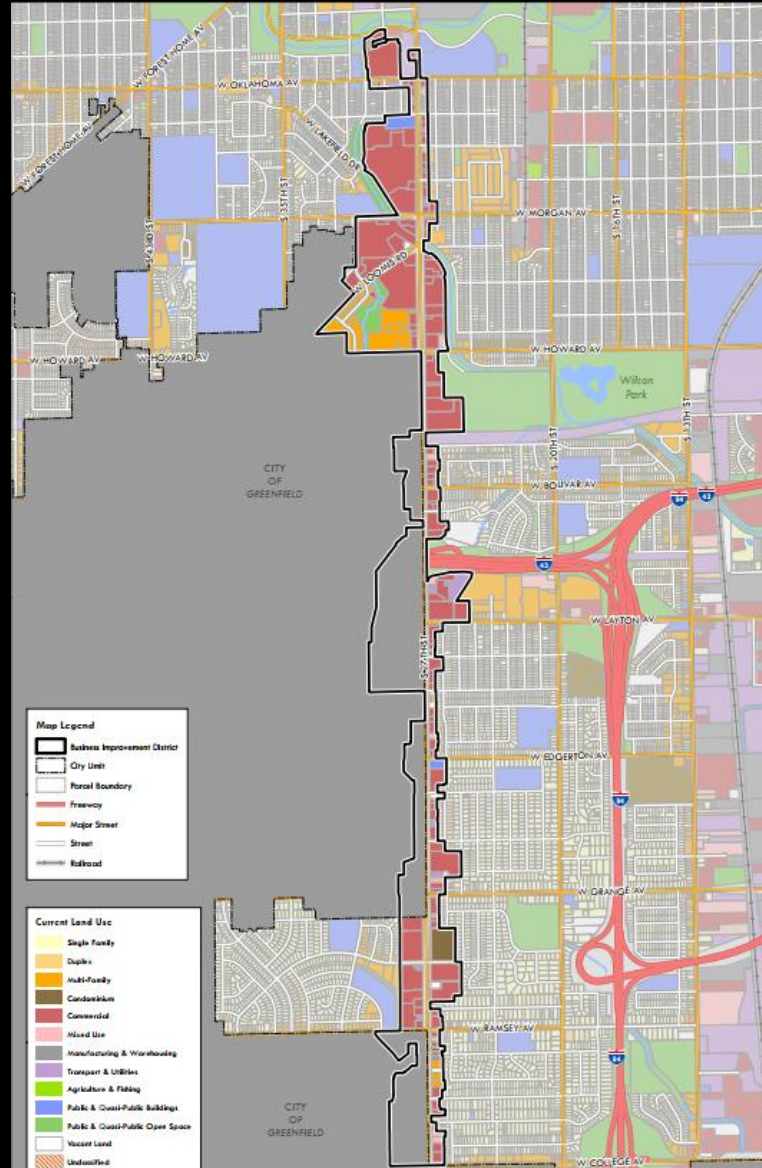 W FOREST HOME AV
W OKLAHOMA AV
W FOREST HOME AV
W LAKEFIELD DR
S 35TH ST
S 43RD ST
W MORGAN AV
S 16TH ST
W LOOMIS RD
W HOWARD AV
W HOWARD AV
W HOWARD AV
Wilson
Park
S 20TH ST
S 13TH ST
CITY
OF
GREENFIELD
W BOLIVAR AV
94
43
43
W LAYTON AV
S 27TH ST
Map Legend
Business Improvement District
City Limit
Parcel Boundary
Freeway
Major Street
Street
Railroad
W EDGERTON AV
94
W GRANGE AV
Current Land Use
Single Family
Duplex
Multi-Family
Condominium
Commercial
Mixed Use
Manufacturing & Warehousing
Transport & Utilities
Agriculture & Fishing
Public & Quasi-Public Buildings
Public & Quasi-Public Open Space
Vacant Land
Unclassified
W RAMSEY AV
94
CITY
OF
GREENFIELD
W COLLEGE AV